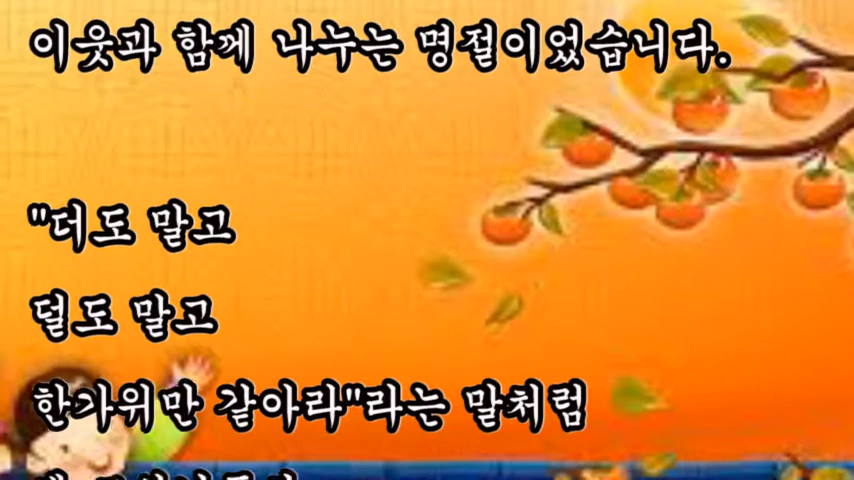 이웃과 함께 나누는 명절이었습니다.
"더도 말고
덜도 말고
한가위만 같아라"라는 말처럼